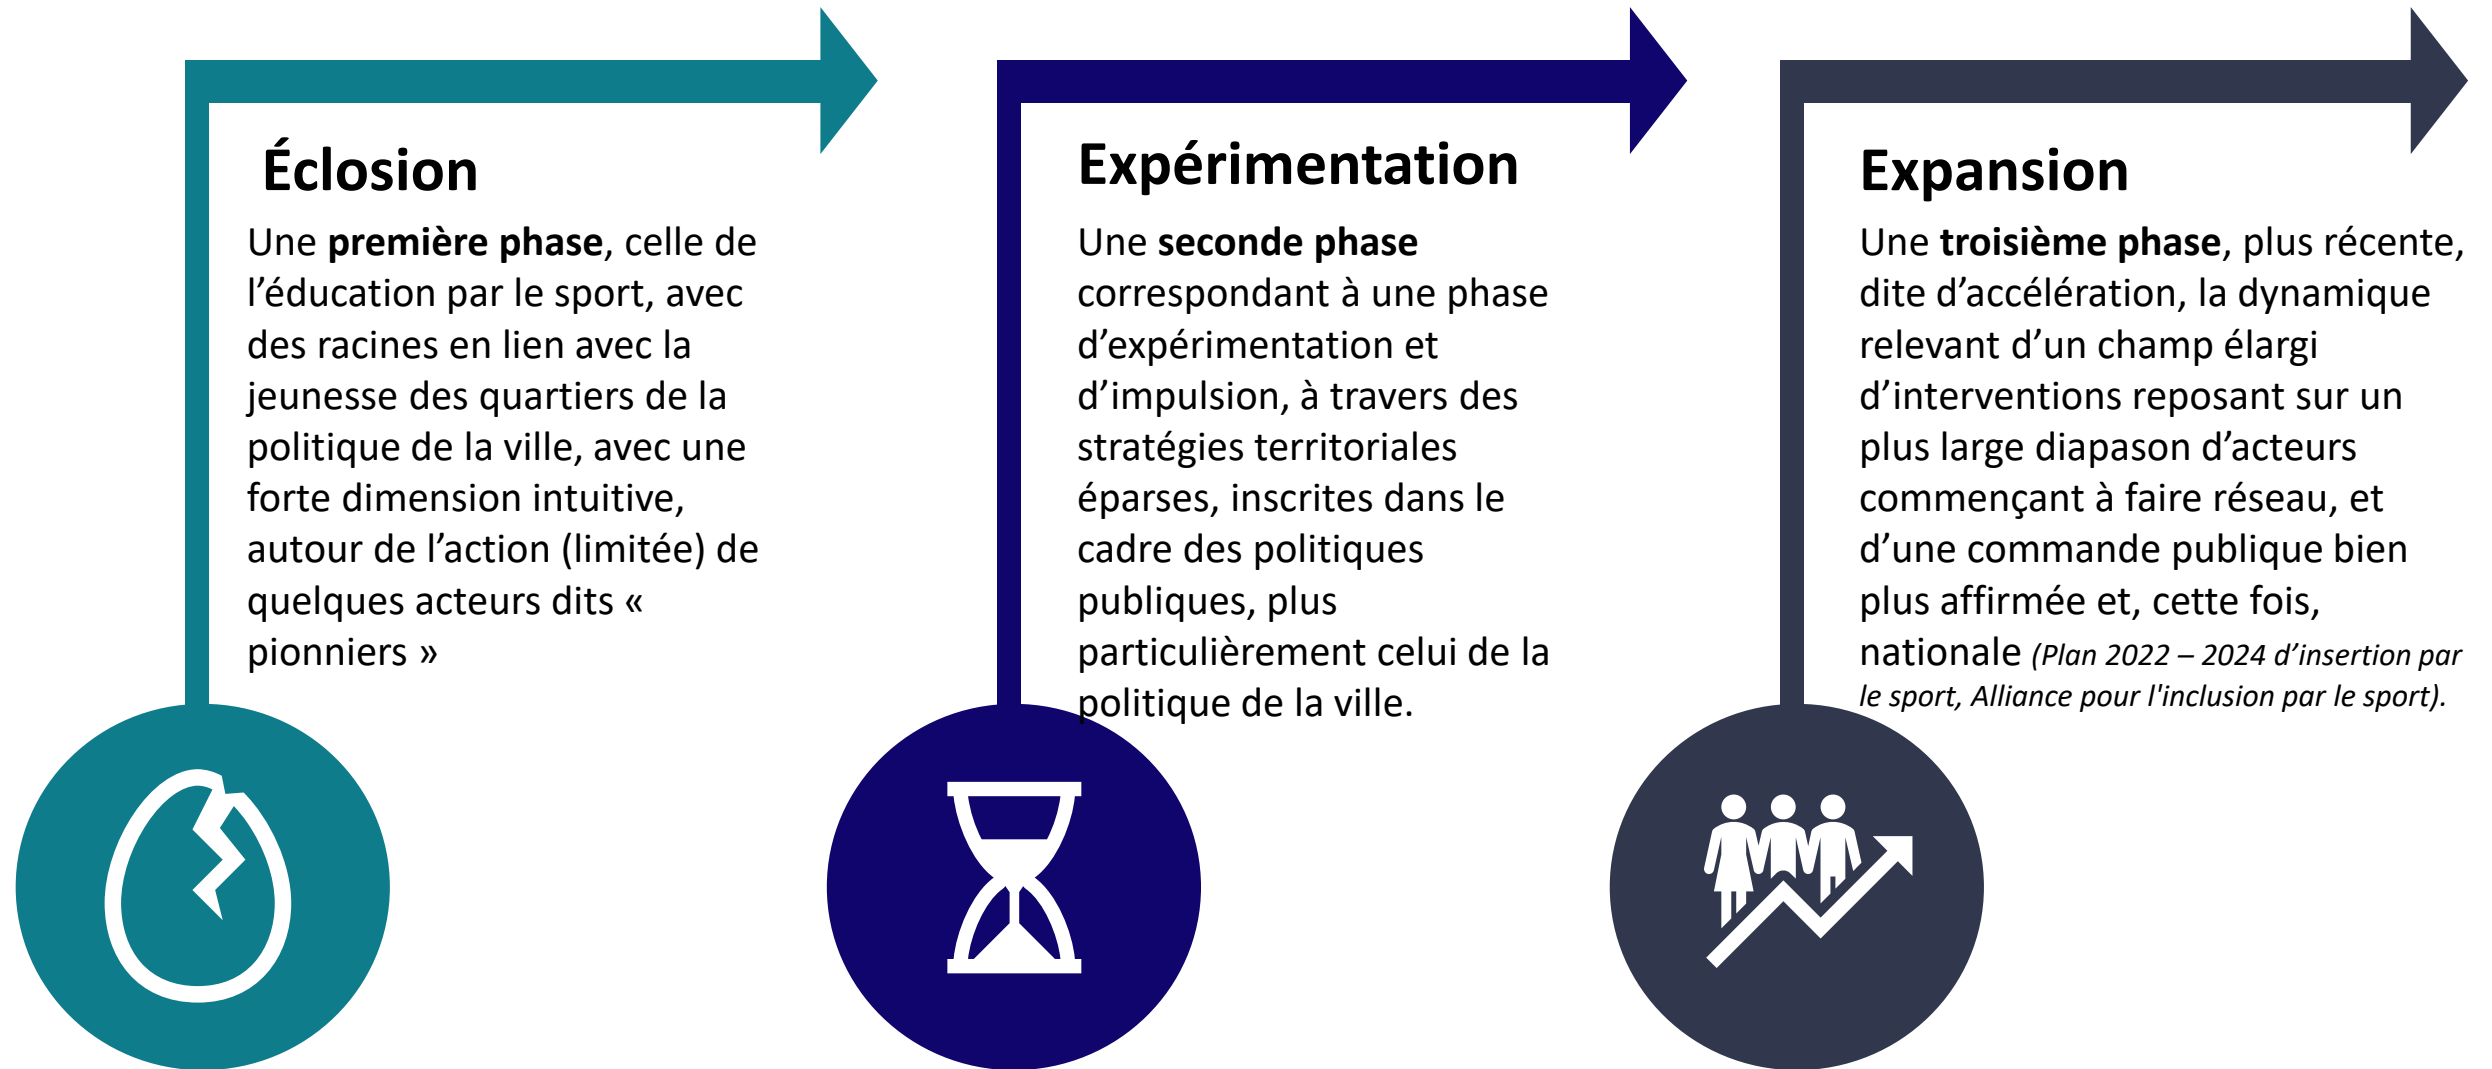 Éclosion
Une première phase, celle de
l’éducation par le sport, avec
des racines en lien avec la
jeunesse des quartiers de la
politique de la ville, avec une
forte dimension intuitive,
autour de l’action (limitée) de
quelques acteurs dits «
pionniers »
Expérimentation
Une seconde phase
correspondant à une phase
d’expérimentation et
d’impulsion, à travers des
stratégies territoriales
éparses, inscrites dans le
cadre des politiques
publiques, plus
particulièrement celui de la
politique de la ville.
Expansion
Une troisième phase, plus récente,
dite d’accélération, la dynamique
relevant d’un champ élargi
d’interventions reposant sur un
plus large diapason d’acteurs
commençant à faire réseau, et
d’une commande publique bien
plus affirmée et, cette fois,
nationale (Plan 2022 – 2024 d’insertion par
le sport, Alliance pour l'inclusion par le sport).